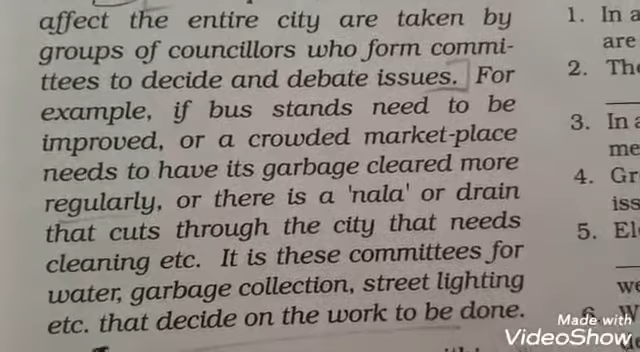 affect the entire city are taken by
groups of councillors who form commi-
ttees to decide and debate issues. For
example, if bus stands need to be
improved, or a crowded market-place
needs to have its garbage cleared more
regularly, or there is a 'nala' or drain
that cuts through the city that needs
cleaning etc. It is these committees for
water, garbage collection, street lighting
etc. that decide on the work to be done.
1. In a
are
2. The
3. In a
me
4. Gr
iss
5. El
we
6. W
Made with
VideoShow